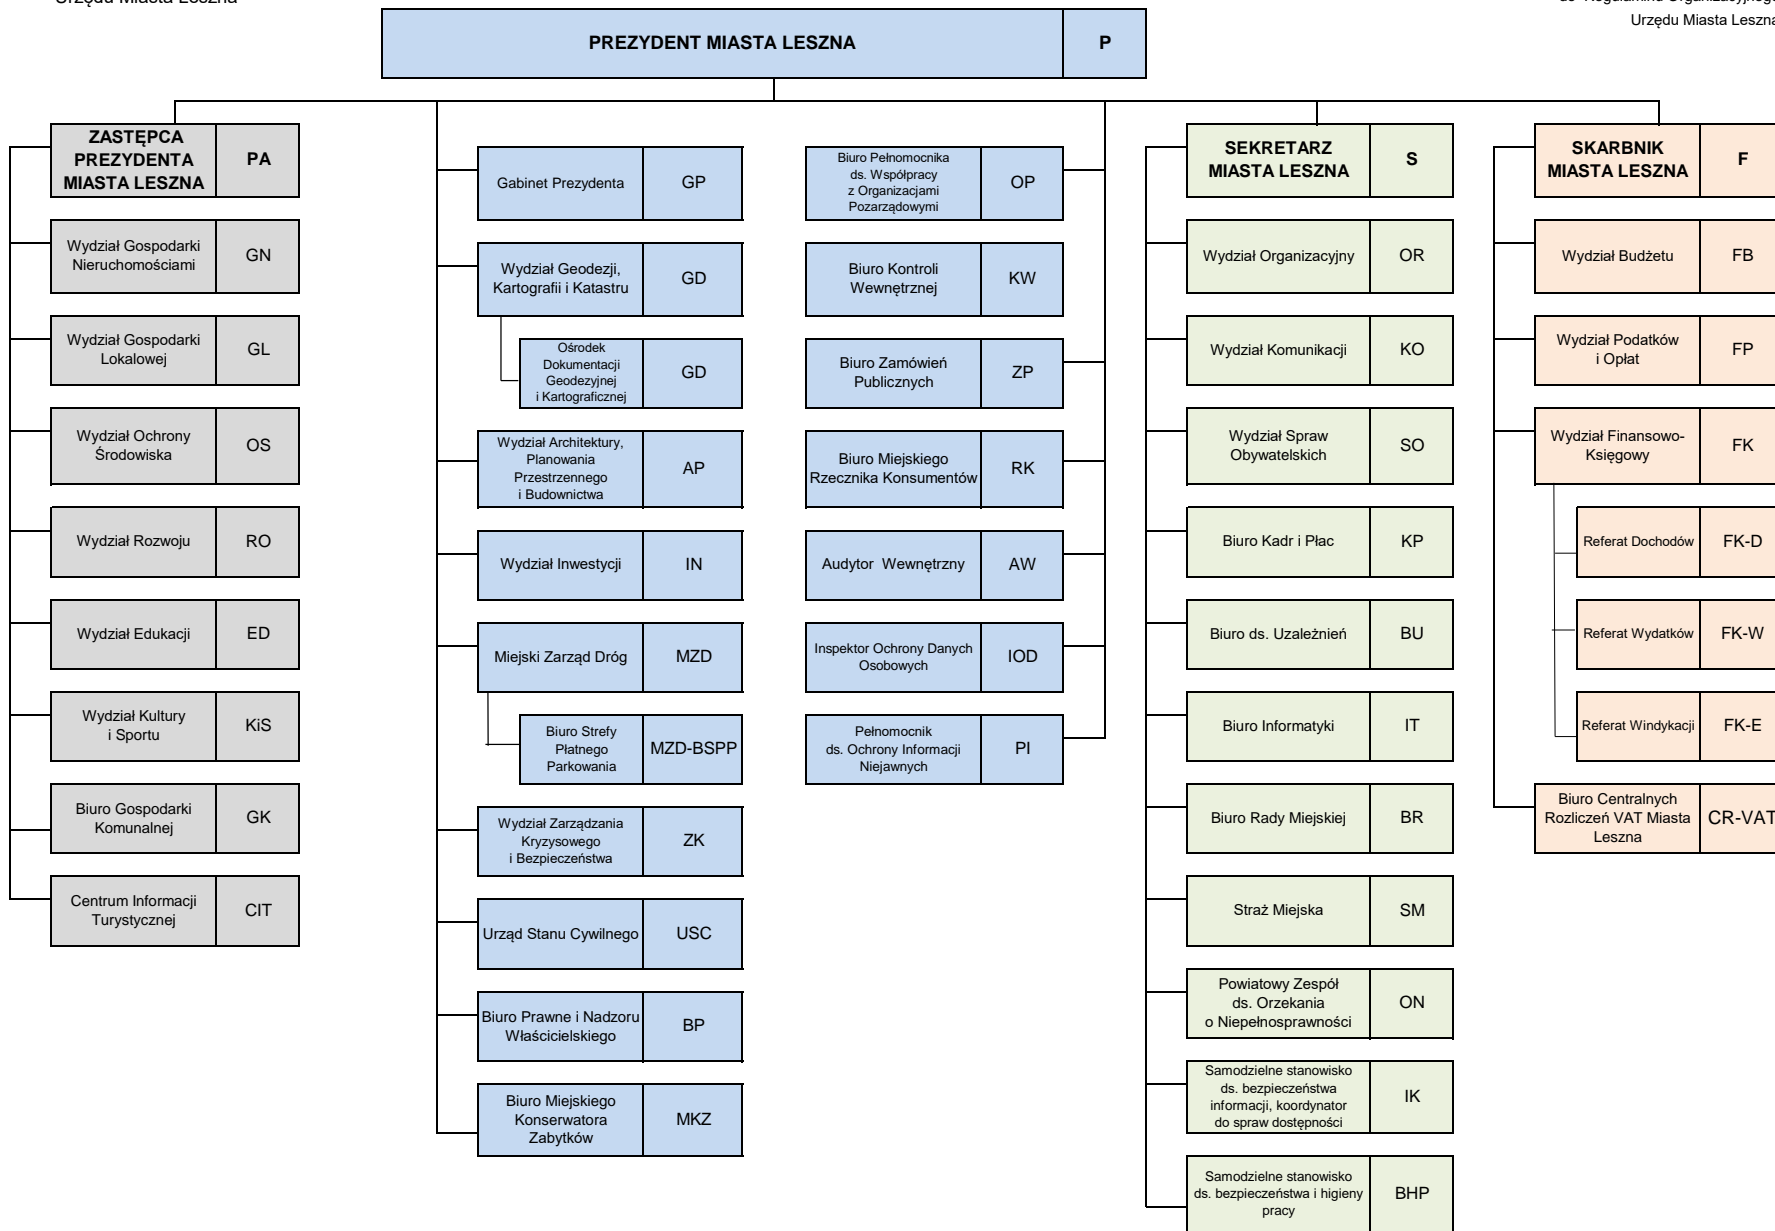 Urzędu Miasta Leszna
do Regulaminu Organizacyjnego
Urzędu Miasta Leszna
PREZYDENT MIASTA LESZNA
P
ZASTĘPCA
PREZYDENTA
MIASTA LESZNA
PA
Wydział Gospodarki
Nieruchomościami
GN
Wydział Gospodarki
Lokalowej
GL
Wydział Ochrony
Środowiska
OS
Wydział Rozwoju
RO
Wydział Edukacji
ED
Wydział Kultury
i Sportu
KiS
Biuro Gospodarki
Komunalnej
GK
Centrum Informacji
Turystycznej
CIT
Gabinet Prezydenta
GP
Wydział Geodezji,
Kartografii i Katastru
GD
Ośrodek
Dokumentacji
Geodezyjnej
i Kartograficznej
GD
Wydział Architektury,
Planowania
Przestrzennego
i Budownictwa
AP
Wydział Inwestycji
IN
Miejski Zarząd Dróg
MZD
Biuro Strefy
Płatnego
Parkowania
MZD-BSPP
Wydział Zarządzania
Kryzysowego
i Bezpieczeństwa
ZK
Urząd Stanu Cywilnego
USC
Biuro Prawne i Nadzoru
Właścicielskiego
BP
Biuro Miejskiego
Konserwatora
Zabytków
MKZ
Biuro Pełnomocnika
ds. Współpracy
z Organizacjami
Pozarządowymi
OP
Biuro Kontroli
Wewnętrznej
KW
Biuro Zamówień
Publicznych
ZP
Biuro Miejskiego
Rzecznika Konsumentów
RK
Audytor Wewnętrzny
AW
Inspektor Ochrony Danych
Osobowych
IOD
Pełnomocnik
ds. Ochrony Informacji
Niejawnych
PI
SEKRETARZ
MIASTA LESZNA
S
Wydział Organizacyjny
OR
Wydział Komunikacji
KO
Wydział Spraw
Obywatelskich
SO
Biuro Kadr i Płac
KP
Biuro ds. Uzależnień
BU
Biuro Informatyki
IT
Biuro Rady Miejskiej
BR
Straż Miejska
SM
Powiatowy Zespół
ds. Orzekania
o Niepełnosprawności
ON
Samodzielne stanowisko
ds. bezpieczeństwa
informacji, koordynator
do spraw dostępności
IK
Samodzielne stanowisko
ds. bezpieczeństwa i higieny
pracy
BHP
SKARBNIK
MIASTA LESZNA
F
Wydział Budżetu
FB
Wydział Podatków
i Opłat
FP
Wydział Finansowo-
Księgowy
FK
Referat Dochodów
FK-D
Referat Wydatków
FK-W
Referat Windykacji
FK-E
Biuro Centralnych
Rozliczeń VAT Miasta
Leszna
CR-VAT